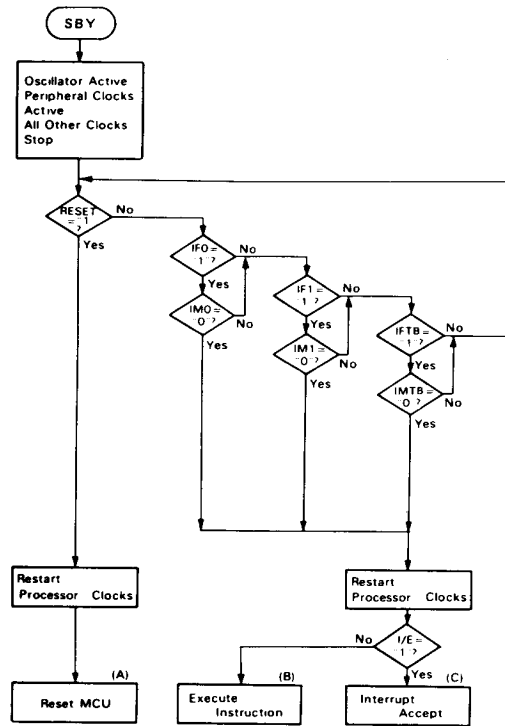 SBY
Oscillator Active
Peripheral Clocks
Active
All Other Clocks
Stop
RESET
="1
?
No
Yes
IF0=
"1"?
No
Yes
IM0=
"0"?
No
Yes
IF1=
"1"?
No
Yes
IM1=
"0"?
No
Yes
IFTB=
"1"?
No
Yes
IMTB=
"0"?
No
Yes
Restart
Processor Clocks
Restart
Processor Clocks
I/E=
"1"?
No
Yes
(A)
Reset MCU
(B)
Execute
Instruction
(C)
Interrupt
Accept